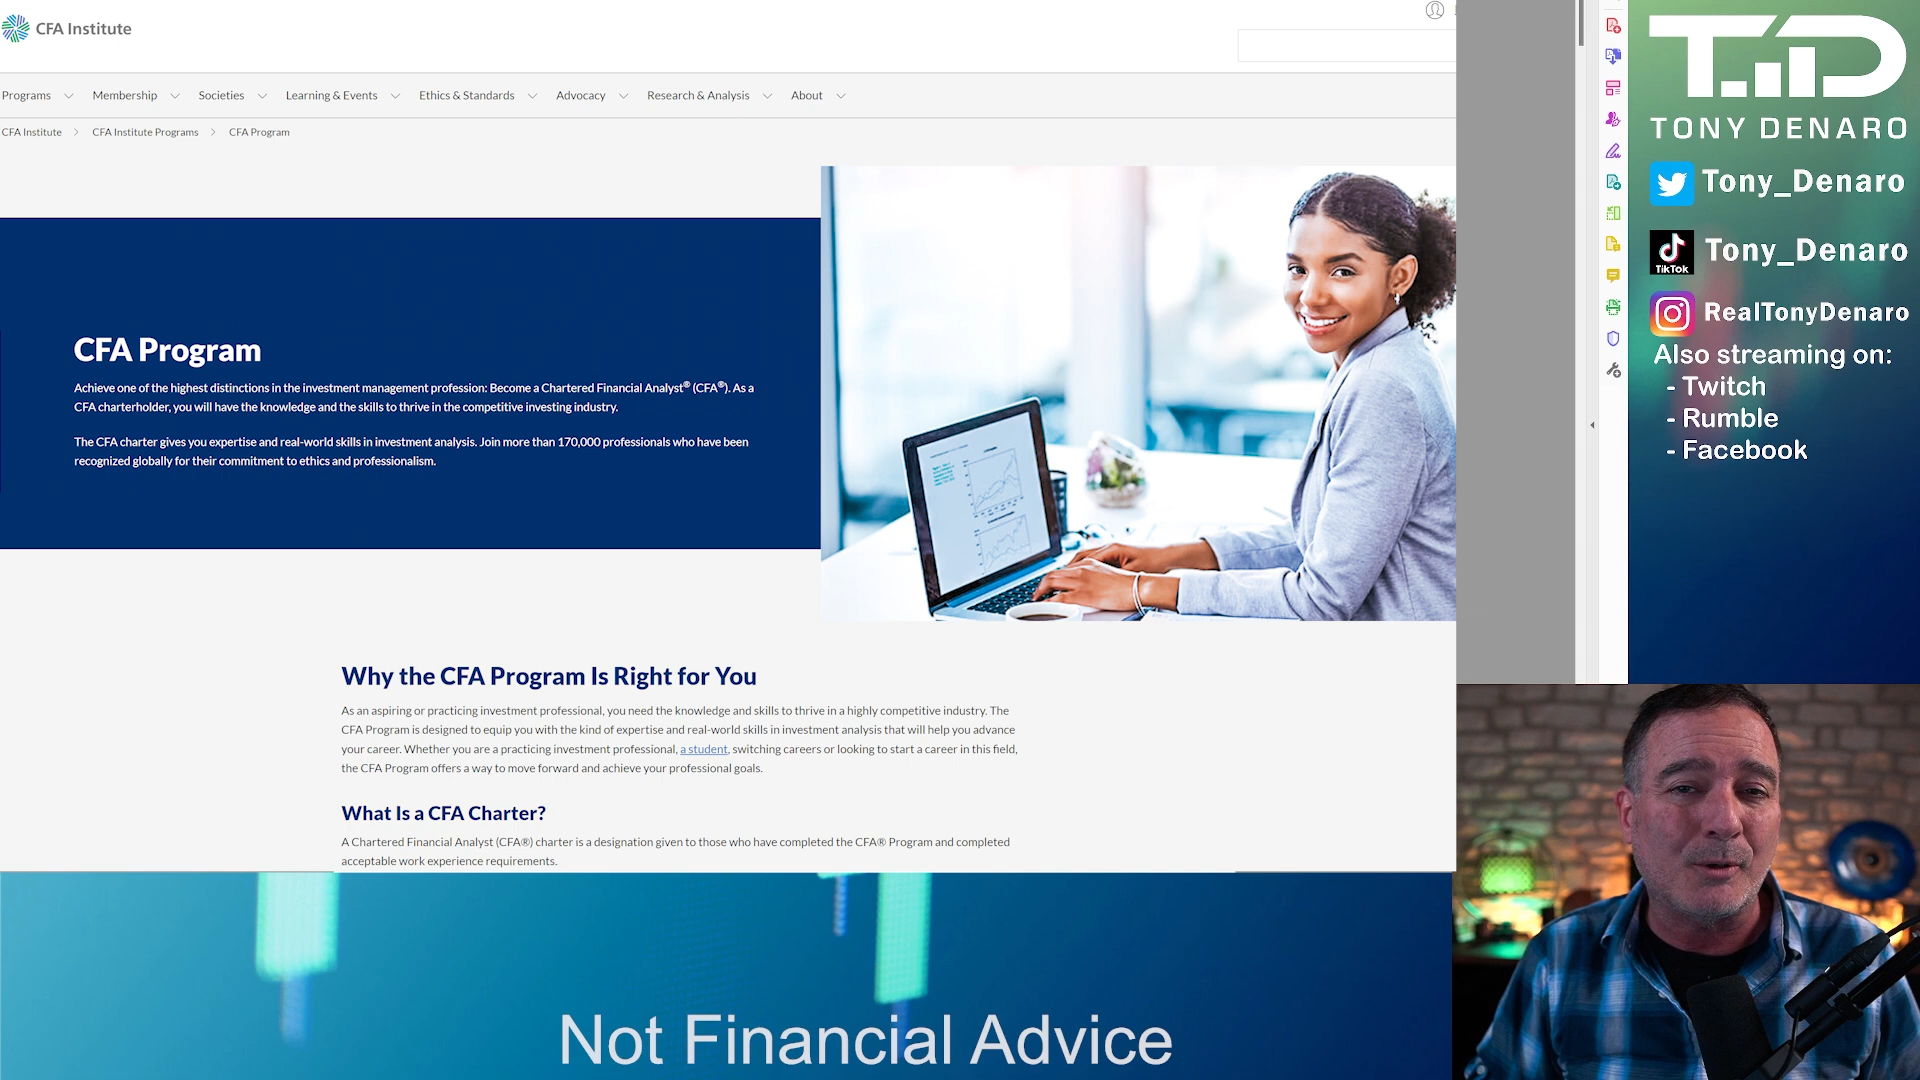 CFA Institute
Programs
Membership
Societies
Learning & Events
Ethics & Standards
Advocacy
Research & Analysis
About
CFA Institute > CFA Institute Programs > CFA Program
CFA Program
Achieve one of the highest distinctions in the investment management profession: Become a Chartered Financial Analyst® (CFA®). As a
CFA charterholder, you will have the knowledge and the skills to thrive in the competitive investing industry.
The CFA charter gives you expertise and real-world skills in investment analysis. Join more than 170,000 professionals who have been
recognized globally for their commitment to ethics and professionalism.
Why the CFA Program Is Right for You
As an aspiring or practicing investment professional, you need the knowledge and skills to thrive in a highly competitive industry. The
CFA Program is designed to equip you with the kind of expertise and real-world skills in investment analysis that will help you advance
your career. Whether you are a practicing investment professional, a student, switching careers or looking to start a career in this field,
the CFA Program offers a way to move forward and achieve your professional goals.
What Is a CFA Charter?
A Chartered Financial Analyst (CFA®) charter is a designation given to those who have completed the CFA® Program and completed
acceptable work experience requirements.
Not Financial Advice
TD
TONY DENARO
Tony_Denaro
TikTok
Tony_Denaro
RealTonyDenaro
Also streaming on:
- Twitch
- Rumble
- Facebook